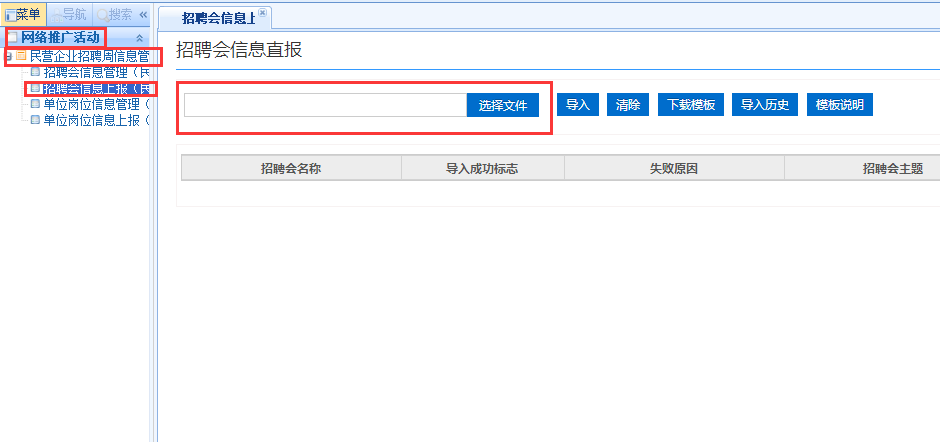 菜单 导航 搜索 «
网络推广活动
民营企业招聘周信息管
招聘会信息管理（民
招聘会信息上报（民
单位岗位信息管理（
单位岗位信息上报（
招聘会信息上
招聘会信息直报
选择文件 导入 清除 下载模板 导入历史 模板说明
招聘会名称 导入成功标志 失败原因 招聘会主题